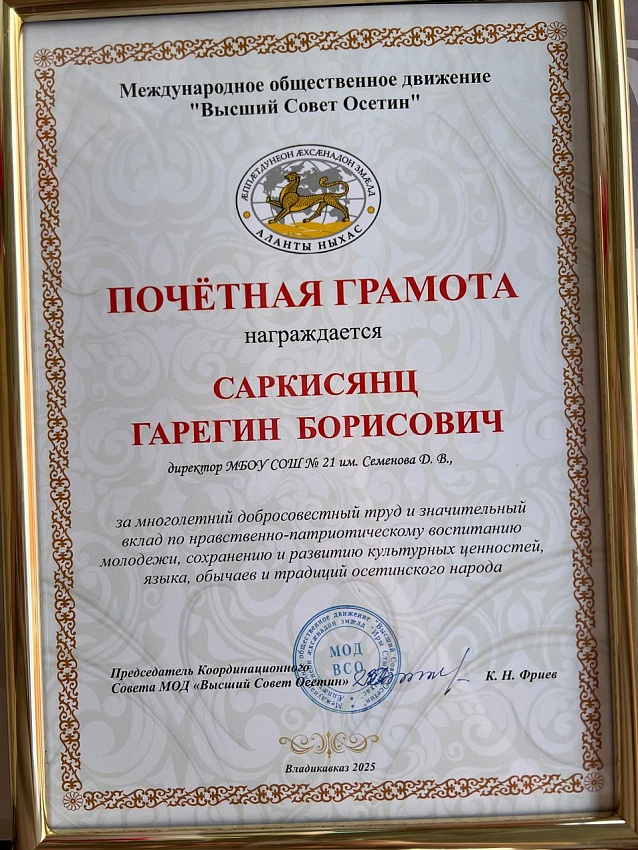 Международное общественное движение
"Высший Совет Осетин"
ÆППÆТДУНЕОН ÆХСÆНАДОН ЗМÆЛД
АЛАНТЫ НЫХАС
ПОЧЁТНАЯ ГРАМОТА
награждается
САРКИСЯНЦ
ГАРЕГИН БОРИСОВИЧ
директор МБОУ СОШ № 21 им. Семенова Д. В.,
за многолетний добросовестный труд и значительный
вклад по нравственно-патриотическому воспитанию
молодежи, сохранению и развитию культурных ценностей,
языка, обычаев и традиций осетинского народа
МОД
ВСО
Председатель Координационного
Совета МОД «Высший Совет Осетин»
К. Н. Фриев
Владикавказ 2025